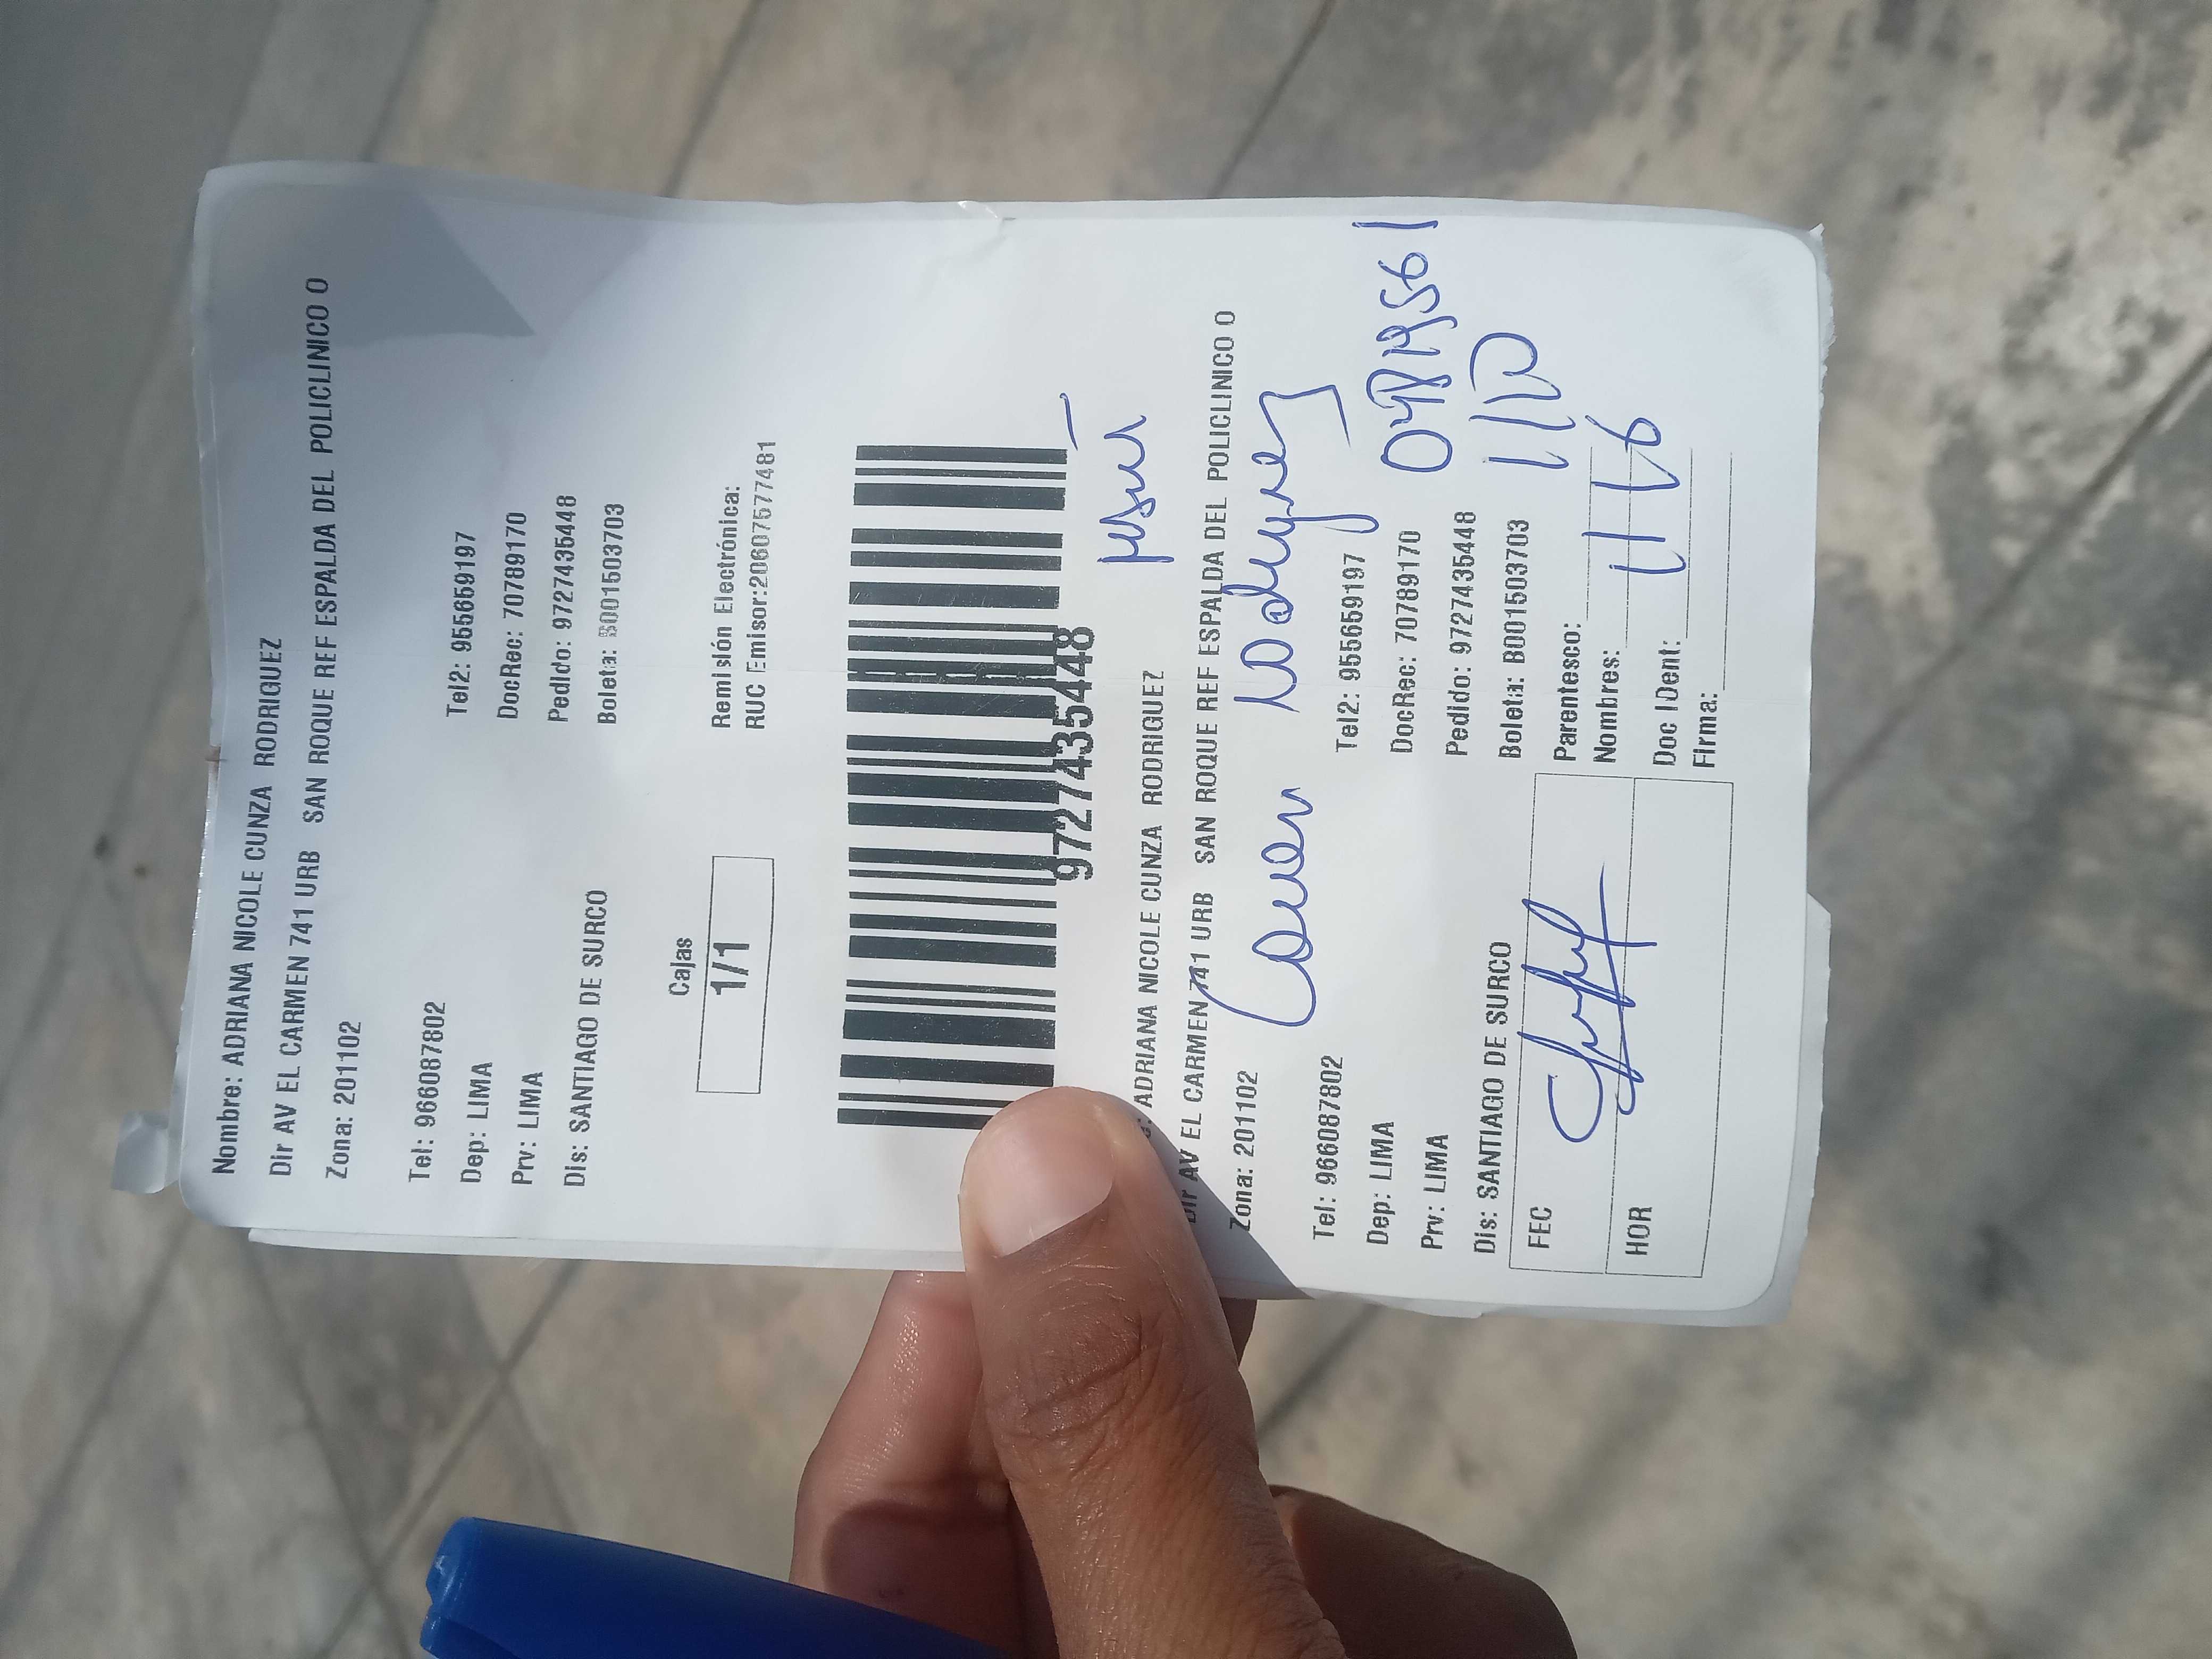 Nombre: ADRIANA NICOLE CUNZA RODRIGUEZ
Dir AV EL CARMEN 741 URB SAN ROQUE REF ESPALDA DEL POLICLINICO O
Zona: 201102
Tel: 966087802 Tel2: 955659197
Dep: LIMA DocRec: 70789170
Prv: LIMA Pedido: 9727435448
Dis: SANTIAGO DE SURCO Boleta: B001503703
Cajas Remisión Electrónica:
1/1 RUC Emisor:20607577481
9727435448
ADRIANA NICOLE CUNZA RODRIGUEZ
Dir AV EL CARMEN 741 URB SAN ROQUE REF ESPALDA DEL POLICLINICO O
Zona: 201102
Rodriguez
Tel: 966087802 Tel2: 955659197
Dep: LIMA DocRec: 70789170
Prv: LIMA Pedido: 9727435448
Dis: SANTIAGO DE SURCO Boleta: B001503703
FEC Parentesco:
Nombres:
HOR Doc IDent:
Firma: